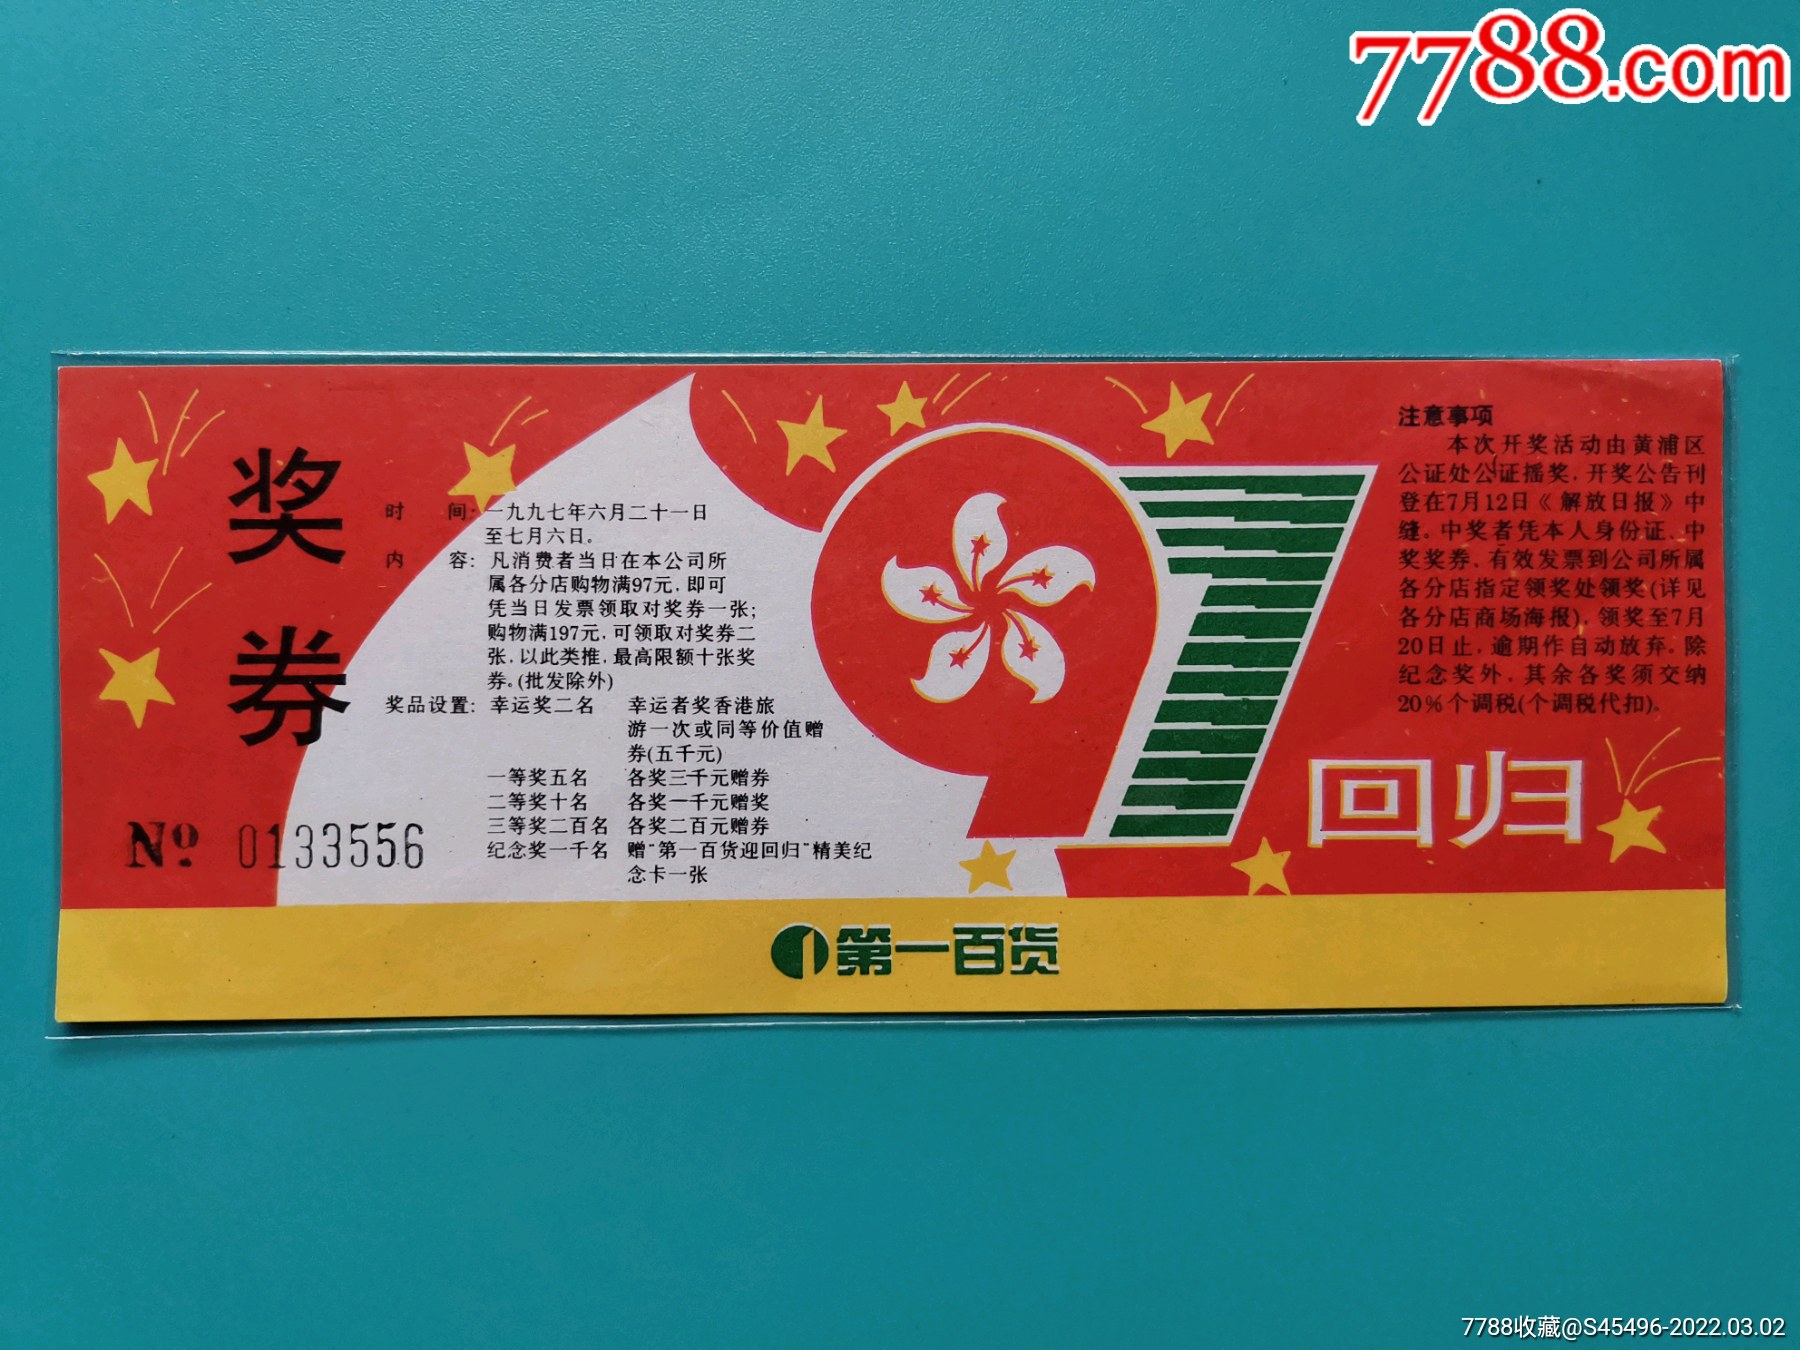 7788.com
奖
券
时 间:一九九七年六月二十一日
至七月六日。
内 容:凡消费者当日在本公司所
属各分店购物满97元,即可
凭当日发票领取对奖券一张;
购物满197元,可领取对奖券二
张,以此类推,最高限额十张奖
券。(批发除外)
奖品设置:幸运奖二名 幸运者奖香港旅
游一次或同等价值赠
券(五千元)
一等奖五名 各奖三千元赠券
二等奖十名 各奖一千元赠奖
三等奖二百名 各奖二百元赠券
纪念奖一千名 赠“第一百货迎回归”精美纪
念卡一张
Nº 0133556
97
注意事项
本次开奖活动由黄浦区
公证处公证摇奖,开奖公告刊
登在7月12日《解放日报》中
缝。中奖者凭本人身份证、中
奖奖券、有效发票到公司所属
各分店指定领奖处领奖(详见
各分店商场海报),领奖至7月
20日止,逾期作自动放弃。除
纪念奖外,其余各奖须交纳
20%个调税(个调税代扣)。
回归
第一百货
7788收藏@S45496-2022.03.02